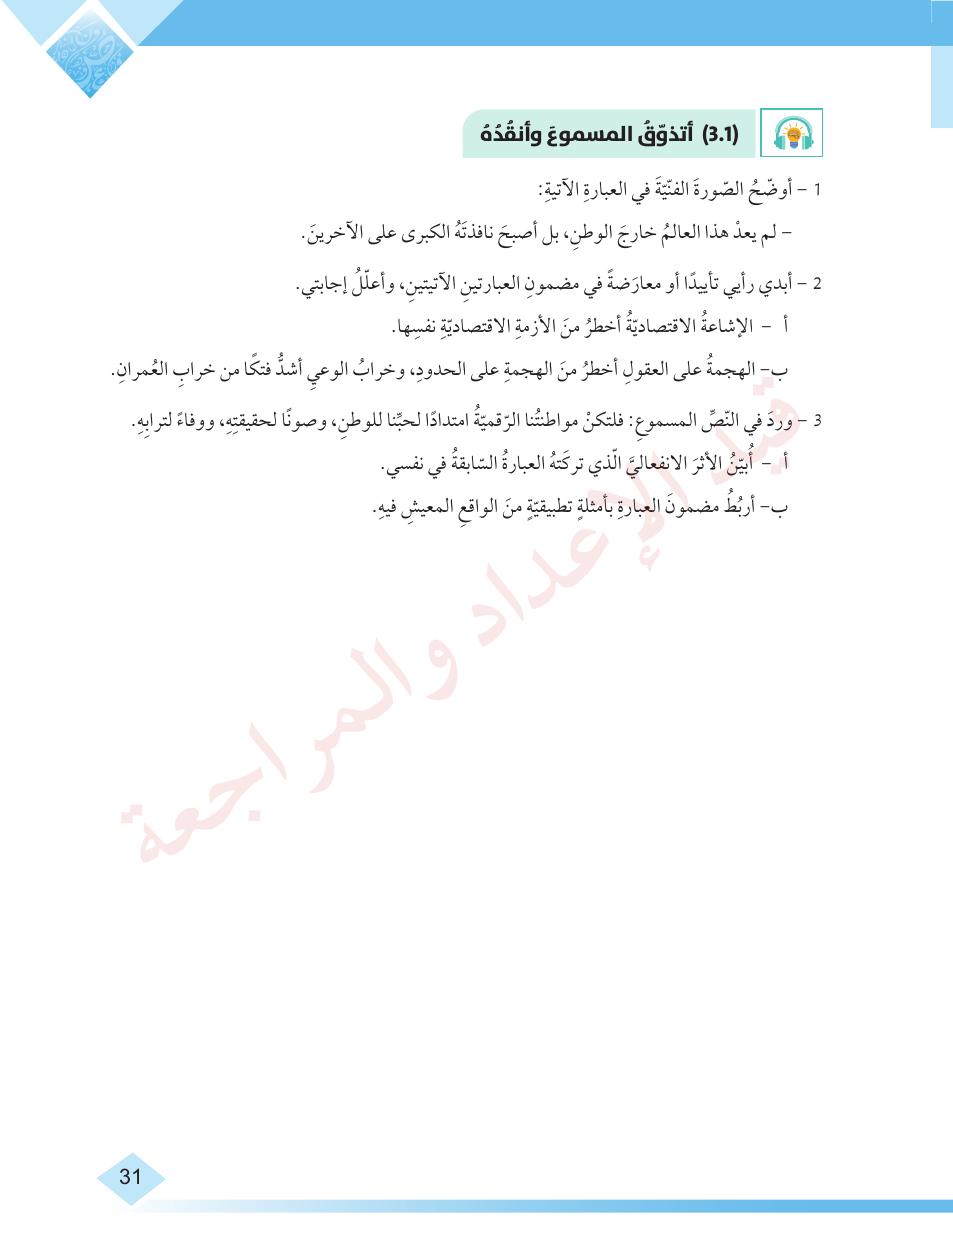 (3.1) أتذوّقُ المسموعَ وأنقُدُهُ
1 – أوضّحُ الصّورةَ الفنّيّةَ في العبارةِ الآتيةِ:
– لم يعدْ هذا العالمُ خارجَ الوطنِ، بل أصبحَ نافذتَهُ الكبرى على الآخرينَ.
2 – أبدي رأيي تأييدًا أو معارَضةً في مضمونِ العبارتينِ الآتيتينِ، وأعلّلُ إجابتي.
أ – الإشاعةُ الاقتصاديّةُ أخطرُ منَ الأزمةِ الاقتصاديّةِ نفسِها.
ب– الهجمةُ على العقولِ أخطرُ منَ الهجمةِ على الحدودِ، وخرابُ الوعيِ أشدُّ فتكًا من خرابِ العُمرانِ.
3 – وردَ في النّصِّ المسموعِ: فلتكنْ مواطنتُنا الرّقميّةُ امتدادًا لحبِّنا للوطنِ، وصونًا لحقيقتِهِ، ووفاءً لترابِهِ.
أ – أُبيّنُ الأثرَ الانفعاليَّ الّذي تركَتهُ العبارةُ السّابقةُ في نفسي.
ب– أربُطُ مضمونَ العبارةِ بأمثلةٍ تطبيقيّةٍ منَ الواقعِ المعيشِ فيهِ.
قيد الإعداد والمراجعة
31